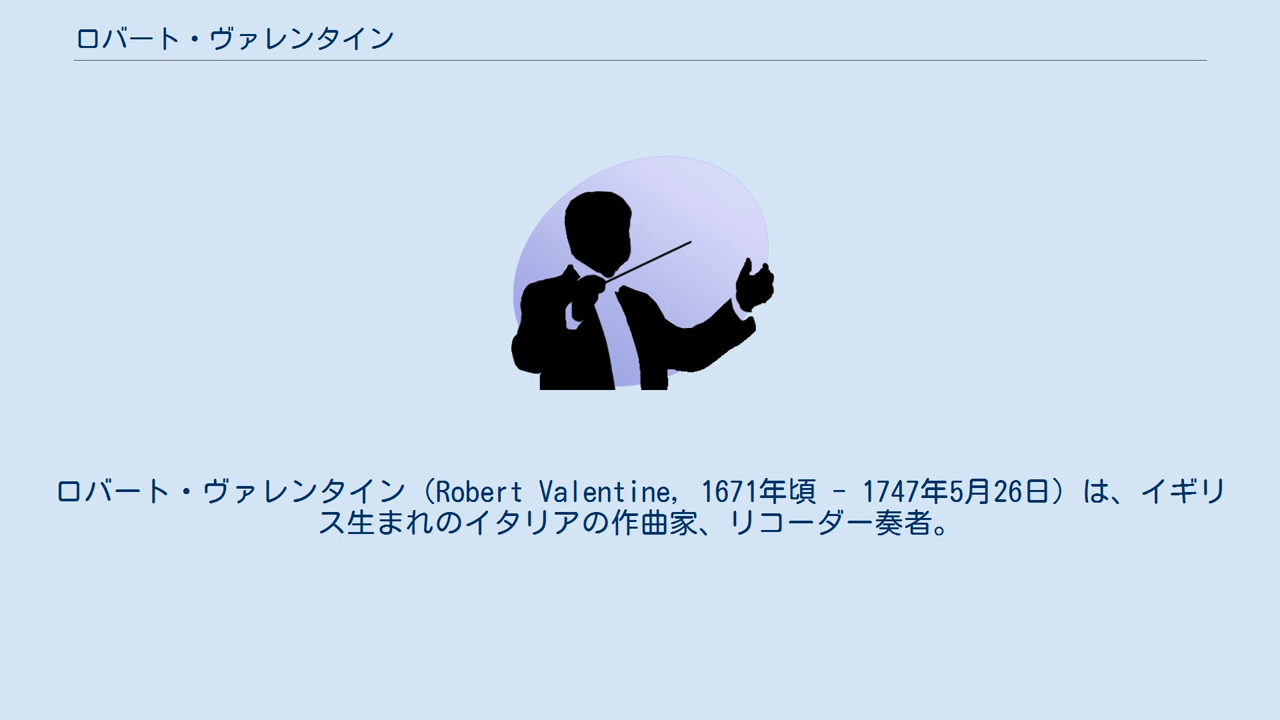 ロバート・ヴァレンタイン
ロバート・ヴァレンタイン（Robert Valentine, 1671年頃 - 1747年5月26日）は、イギリ
ス生まれのイタリアの作曲家、リコーダー奏者。